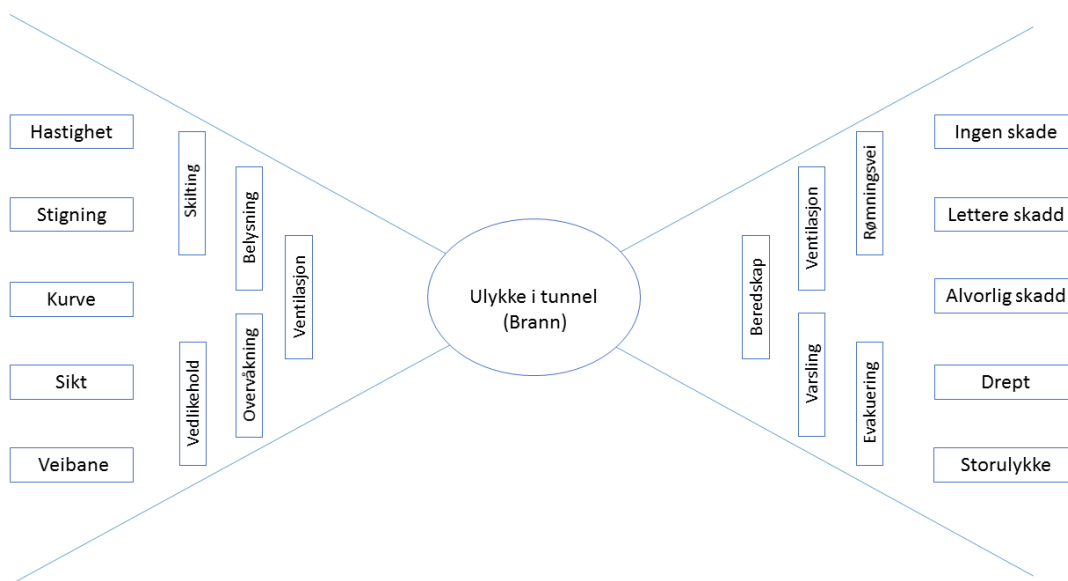 Hastighet
Stigning
Kurve
Sikt
Veibane
Skilting
Vedlikehold
Belysning
Overvåkning
Ventilasjon
Ulykke i tunnel
(Brann)
Beredskap
Ventilasjon
Varsling
Rømningsvei
Evakuering
Ingen skade
Lettere skadd
Alvorlig skadd
Drept
Storulykke